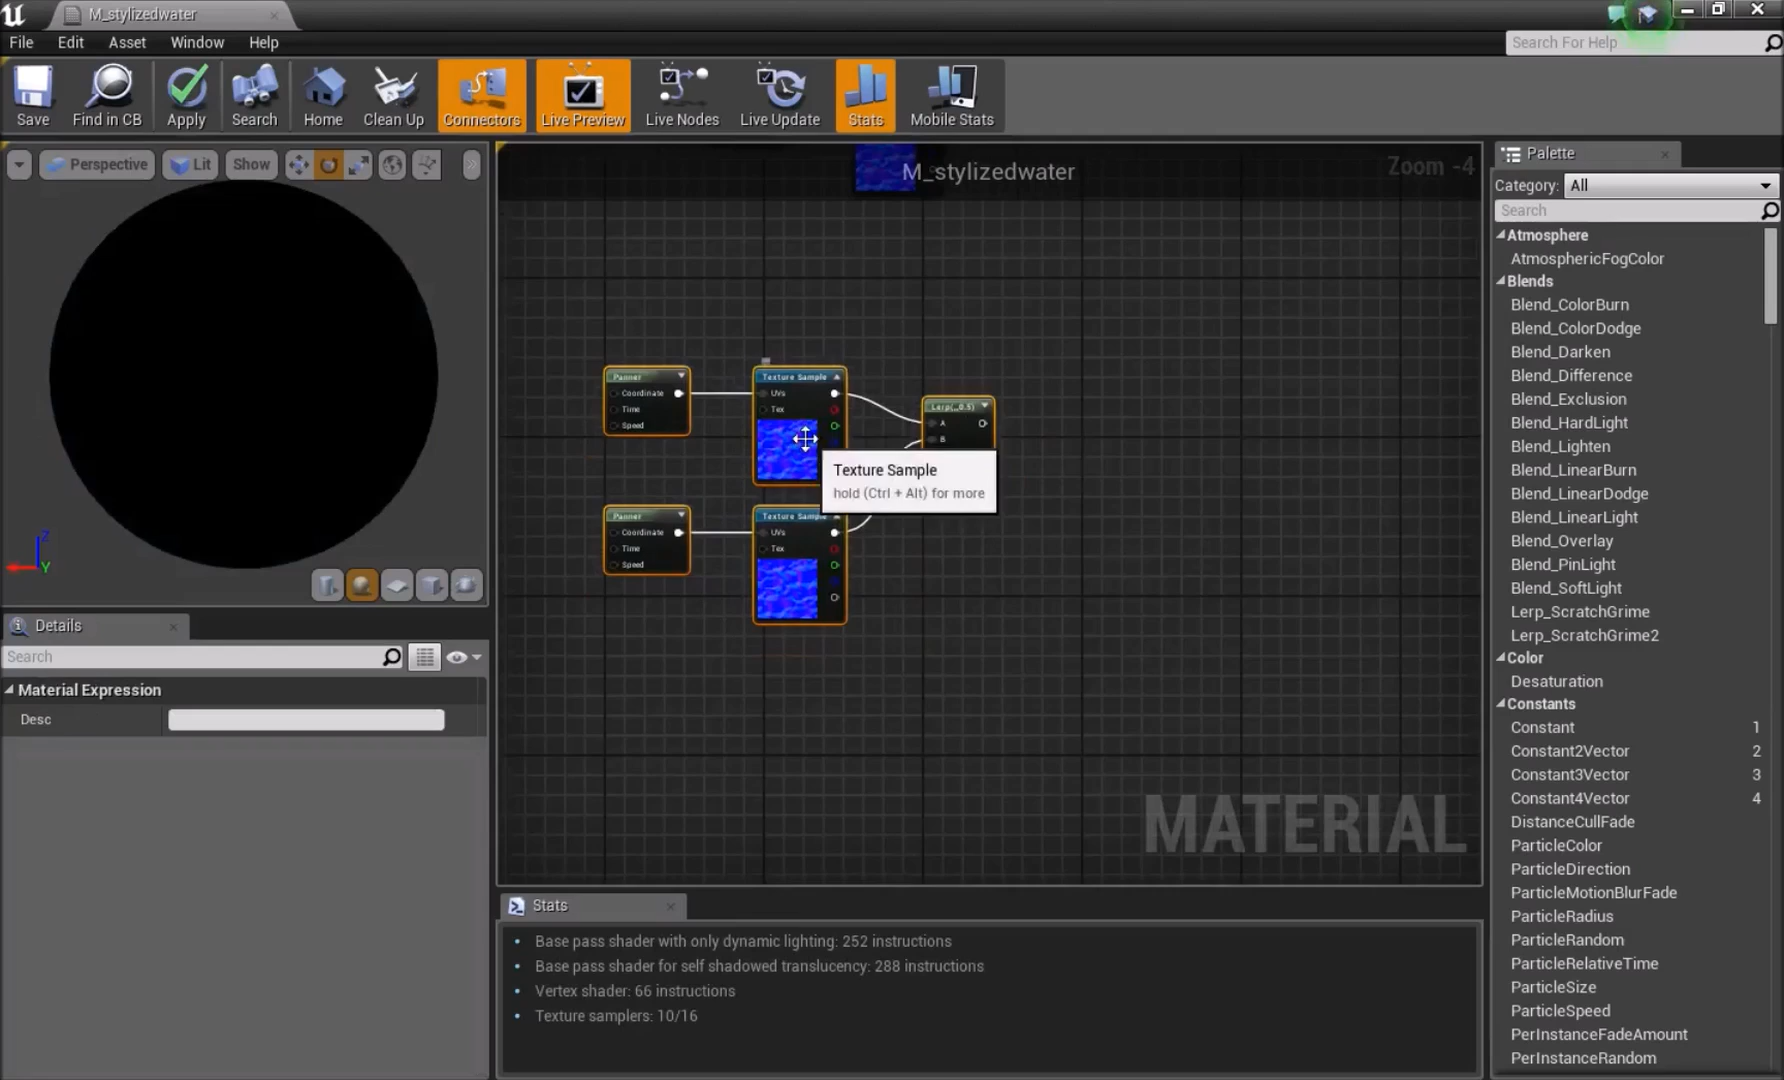 M_stylizedwater
File Edit Asset Window Help
Search For Help
Save Find in CB Apply Search Home Clean Up Connectors Live Preview Live Nodes Live Update Stats Mobile Stats
Perspective Lit Show
M_stylizedwater
Zoom -4
Panner
Coordinate
Time
Speed
Texture Sample
UVs
Tex
Lerp(,,0.5)
A
B
Texture Sample
hold (Ctrl + Alt) for more
Panner
Coordinate
Time
Speed
Texture Sample
UVs
Tex
MATERIAL
Z
Y
Details
Search
Material Expression
Desc
Stats
Base pass shader with only dynamic lighting: 252 instructions
Base pass shader for self shadowed translucency: 288 instructions
Vertex shader: 66 instructions
Texture samplers: 10/16
Palette
Category: All
Search
Atmosphere
AtmosphericFogColor
Blends
Blend_ColorBurn
Blend_ColorDodge
Blend_Darken
Blend_Difference
Blend_Exclusion
Blend_HardLight
Blend_Lighten
Blend_LinearBurn
Blend_LinearDodge
Blend_LinearLight
Blend_Overlay
Blend_PinLight
Blend_SoftLight
Lerp_ScratchGrime
Lerp_ScratchGrime2
Color
Desaturation
Constants
Constant 1
Constant2Vector 2
Constant3Vector 3
Constant4Vector 4
DistanceCullFade
ParticleColor
ParticleDirection
ParticleMotionBlurFade
ParticleRadius
ParticleRandom
ParticleRelativeTime
ParticleSize
ParticleSpeed
PerInstanceFadeAmount
PerInstanceRandom